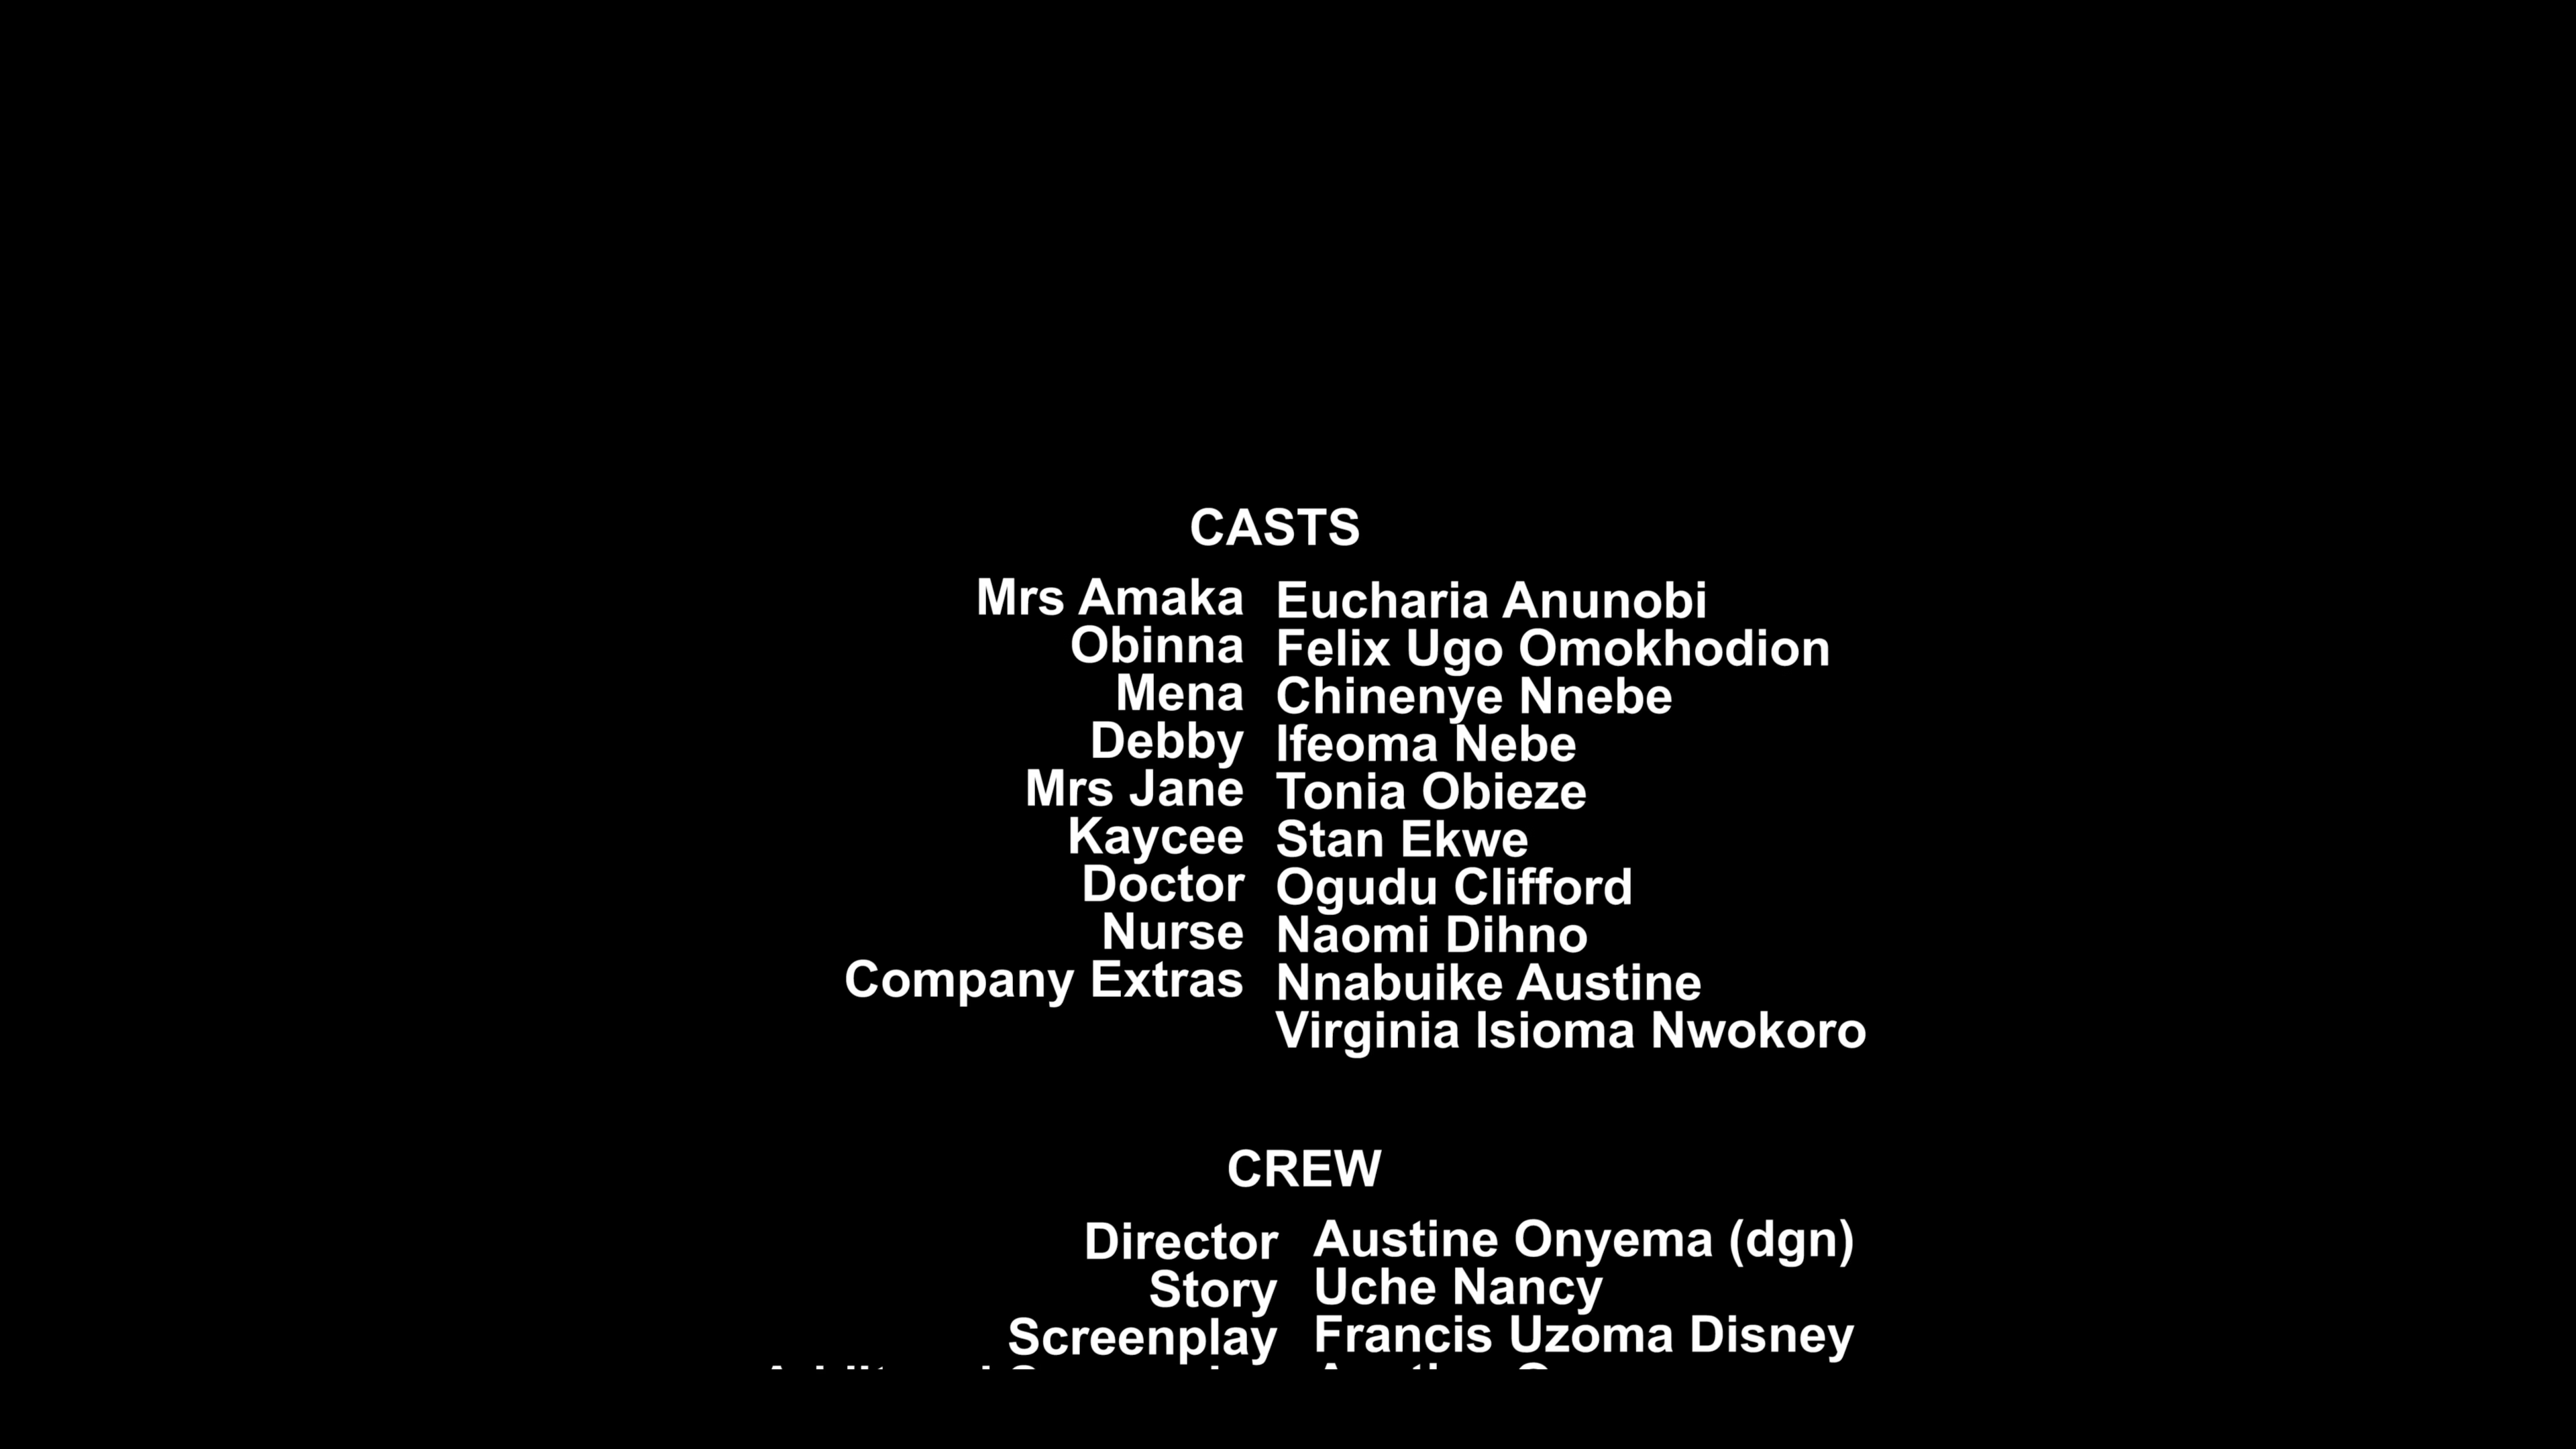 CASTS
Mrs Amaka Eucharia Anunobi
Obinna Felix Ugo Omokhodion
Mena Chinenye Nnebe
Debby Ifeoma Nebe
Mrs Jane Tonia Obieze
Kaycee Stan Ekwe
Doctor Ogudu Clifford
Nurse Naomi Dihno
Company Extras Nnabuike Austine
Virginia Isioma Nwokoro
CREW
Director Austine Onyema (dgn)
Story Uche Nancy
Screenplay Francis Uzoma Disney